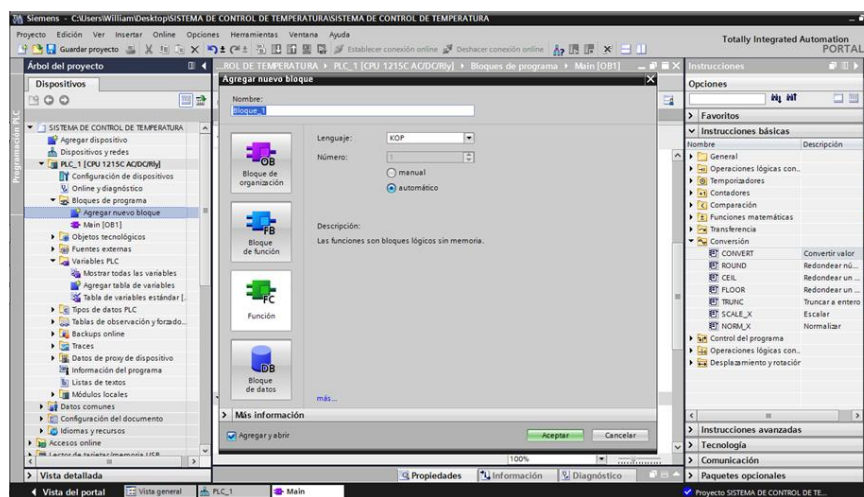 Siemens - C:\Users\William\Desktop\SISTEMA DE CONTROL DE TEMPERATURA\SISTEMA DE CONTROL DE TEMPERATURA
Proyecto Edición Ver Insertar Online Opciones Herramientas Ventana Ayuda
Guardar proyecto Establecer conexión online Deshacer conexión online
Totally Integrated Automation
PORTAL
Árbol del proyecto
Dispositivos
Programación PLC
SISTEMA DE CONTROL DE TEMPERATURA
Agregar dispositivo
Dispositivos y redes
PLC_1 [CPU 1215C AC/DC/Rly]
Configuración de dispositivos
Online y diagnóstico
Bloques de programa
Agregar nuevo bloque
Main [OB1]
Objetos tecnológicos
Fuentes externas
Variables PLC
Mostrar todas las variables
Agregar tabla de variables
Tabla de variables estándar [..
Tipos de datos PLC
Tablas de observación y forzado...
Backups online
Traces
Datos de proxy de dispositivo
Información del programa
Listas de textos
Módulos locales
Datos comunes
Configuración del documento
Idiomas y recursos
Accesos online
Lector de tarjetas/memoria USB
Vista detallada
...ROL DE TEMPERATURA PLC_1 [CPU 1215C AC/DC/Rly] Bloques de programa Main [OB1]
Agregar nuevo bloque
Nombre:
Bloque_1
OB
Bloque de
organización
FB
Bloque
de función
FC
Función
DB
Bloque
de datos
Lenguaje: KOP
Número: 1
manual
automático
Descripción:
Las funciones son bloques lógicos sin memoria.
más...
Más información
Agregar y abrir
Aceptar Cancelar
100%
Propiedades Información Diagnóstico
Instrucciones
Opciones
Favoritos
Instrucciones básicas
Nombre Descripción
General
Operaciones lógicas con..
Temporizadores
Contadores
Comparación
Funciones matemáticas
Transferencia
Conversión
CONVERT Convertir valor
ROUND Redondear nú...
CEIL Redondear un ...
FLOOR Redondear un ...
TRUNC Truncar a entero
SCALE_X Escalar
NORM_X Normalizar
Control del programa
Operaciones lógicas con..
Desplazamiento y rotación
Instrucciones avanzadas
Tecnología
Comunicación
Paquetes opcionales
Vista del portal Vista general PLC_1 Main
Proyecto SISTEMA DE CONTROL DE TE...